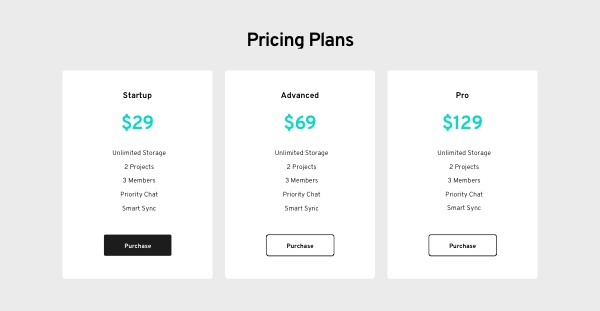 Pricing Plans
Startup
$29
Unlimited Storage
2 Projects
3 Members
Priority Chat
Smart Sync
Purchase
Advanced
$69
Unlimited Storage
2 Projects
3 Members
Priority Chat
Smart Sync
Purchase
Pro
$129
Unlimited Storage
2 Projects
3 Members
Priority Chat
Smart Sync
Purchase